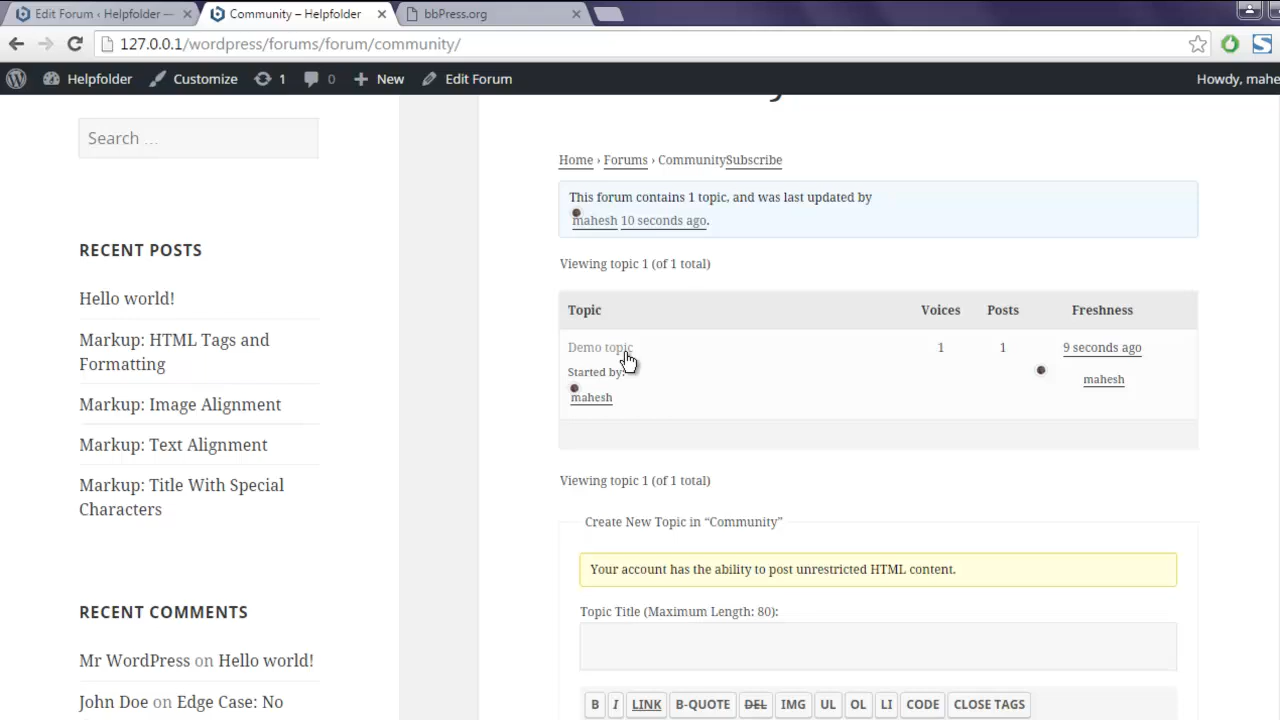 Edit Forum ‹ Helpfolder —
Community – Helpfolder
bbPress.org
127.0.0.1/wordpress/forums/forum/community/
Helpfolder
Customize
1
0
New
Edit Forum
Howdy, mahe
Search …
RECENT POSTS
Hello world!
Markup: HTML Tags and
Formatting
Markup: Image Alignment
Markup: Text Alignment
Markup: Title With Special
Characters
RECENT COMMENTS
Mr WordPress on Hello world!
John Doe on Edge Case: No
Home › Forums › CommunitySubscribe
This forum contains 1 topic, and was last updated by
mahesh 10 seconds ago.
Viewing topic 1 (of 1 total)
Topic Voices Posts Freshness
Demo topic 1 1 9 seconds ago
Started by:
mahesh
mahesh
Viewing topic 1 (of 1 total)
Create New Topic in “Community”
Your account has the ability to post unrestricted HTML content.
Topic Title (Maximum Length: 80):
B I LINK B-QUOTE DEL IMG UL OL LI CODE CLOSE TAGS